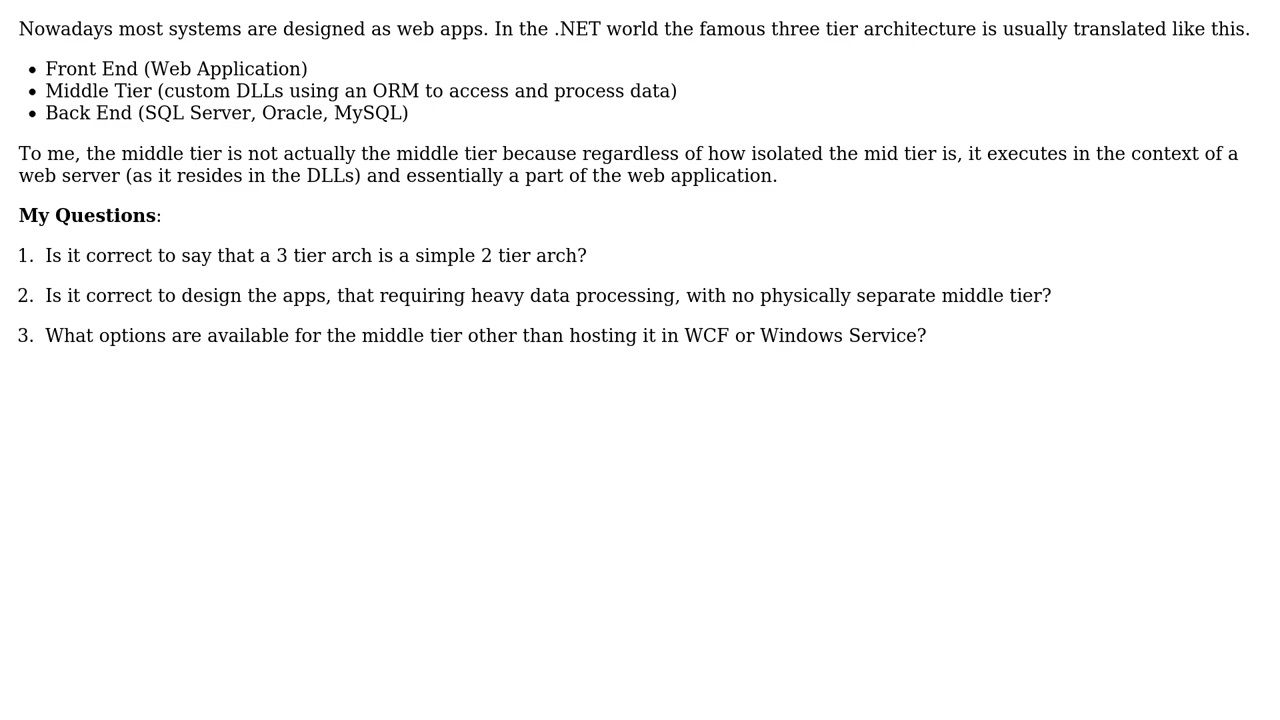 Nowadays most systems are designed as web apps. In the .NET world the famous three tier architecture is usually translated like this.
• Front End (Web Application)
• Middle Tier (custom DLLs using an ORM to access and process data)
• Back End (SQL Server, Oracle, MySQL)
To me, the middle tier is not actually the middle tier because regardless of how isolated the mid tier is, it executes in the context of a
web server (as it resides in the DLLs) and essentially a part of the web application.
My Questions:
1. Is it correct to say that a 3 tier arch is a simple 2 tier arch?
2. Is it correct to design the apps, that requiring heavy data processing, with no physically separate middle tier?
3. What options are available for the middle tier other than hosting it in WCF or Windows Service?